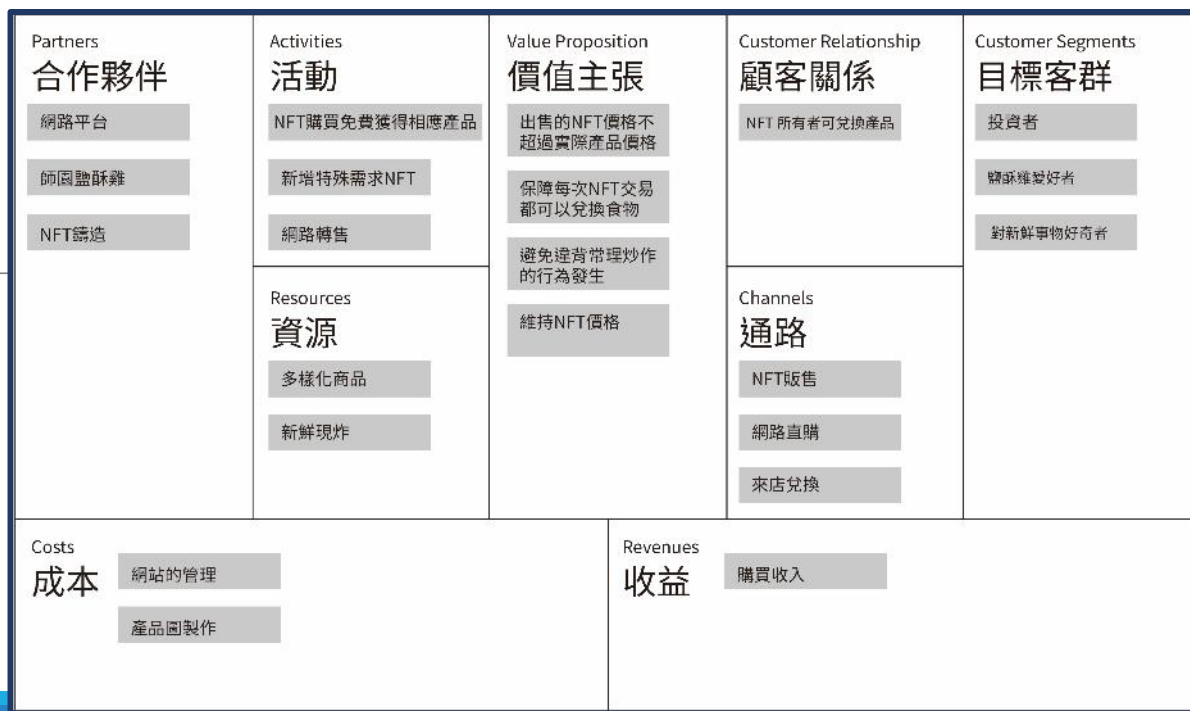 Partners
合作夥伴
網路平台
師園鹽酥雞
NFT鑄造
Activities
活動
NFT購買免費獲得相應產品
新增特殊需求NFT
網路轉售
Resources
資源
多樣化商品
新鮮現炸
Value Proposition
價值主張
出售的NFT價格不
超過實際產品價格
保障每次NFT交易
都可以兌換食物
避免違背常理炒作
的行為發生
維持NFT價格
Customer Relationship
顧客關係
NFT 所有者可兌換產品
Channels
通路
NFT販售
網路直購
來店兌換
Customer Segments
目標客群
投資者
鹽酥雞愛好者
對新鮮事物好奇者
Costs
成本
網站的管理
產品圖製作
Revenues
收益
購買收入